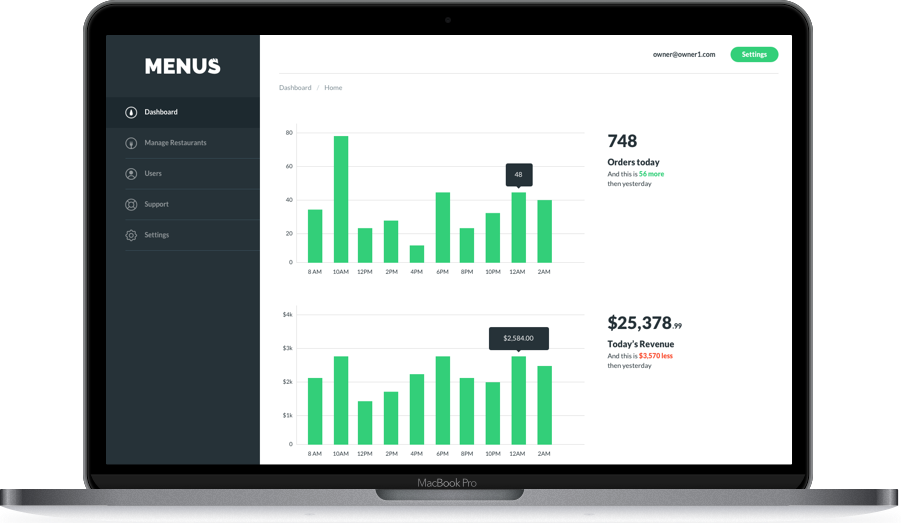 MENUS
Dashboard
Manage Restaurants
Users
Support
Settings
owner@owner1.com
Settings
Dashboard / Home
80
60
40
20
0
48
8 AM 10AM 12PM 2PM 4PM 6PM 8PM 10PM 12AM 2AM
748
Orders today
And this is 56 more
then yesterday
$4k
$3k
$2k
$1k
0
$2,584.00
8 AM 10AM 12PM 2PM 4PM 6PM 8PM 10PM 12AM 2AM
$25,378.99
Today's Revenue
And this is $3,570 less
then yesterday
MacBook Pro